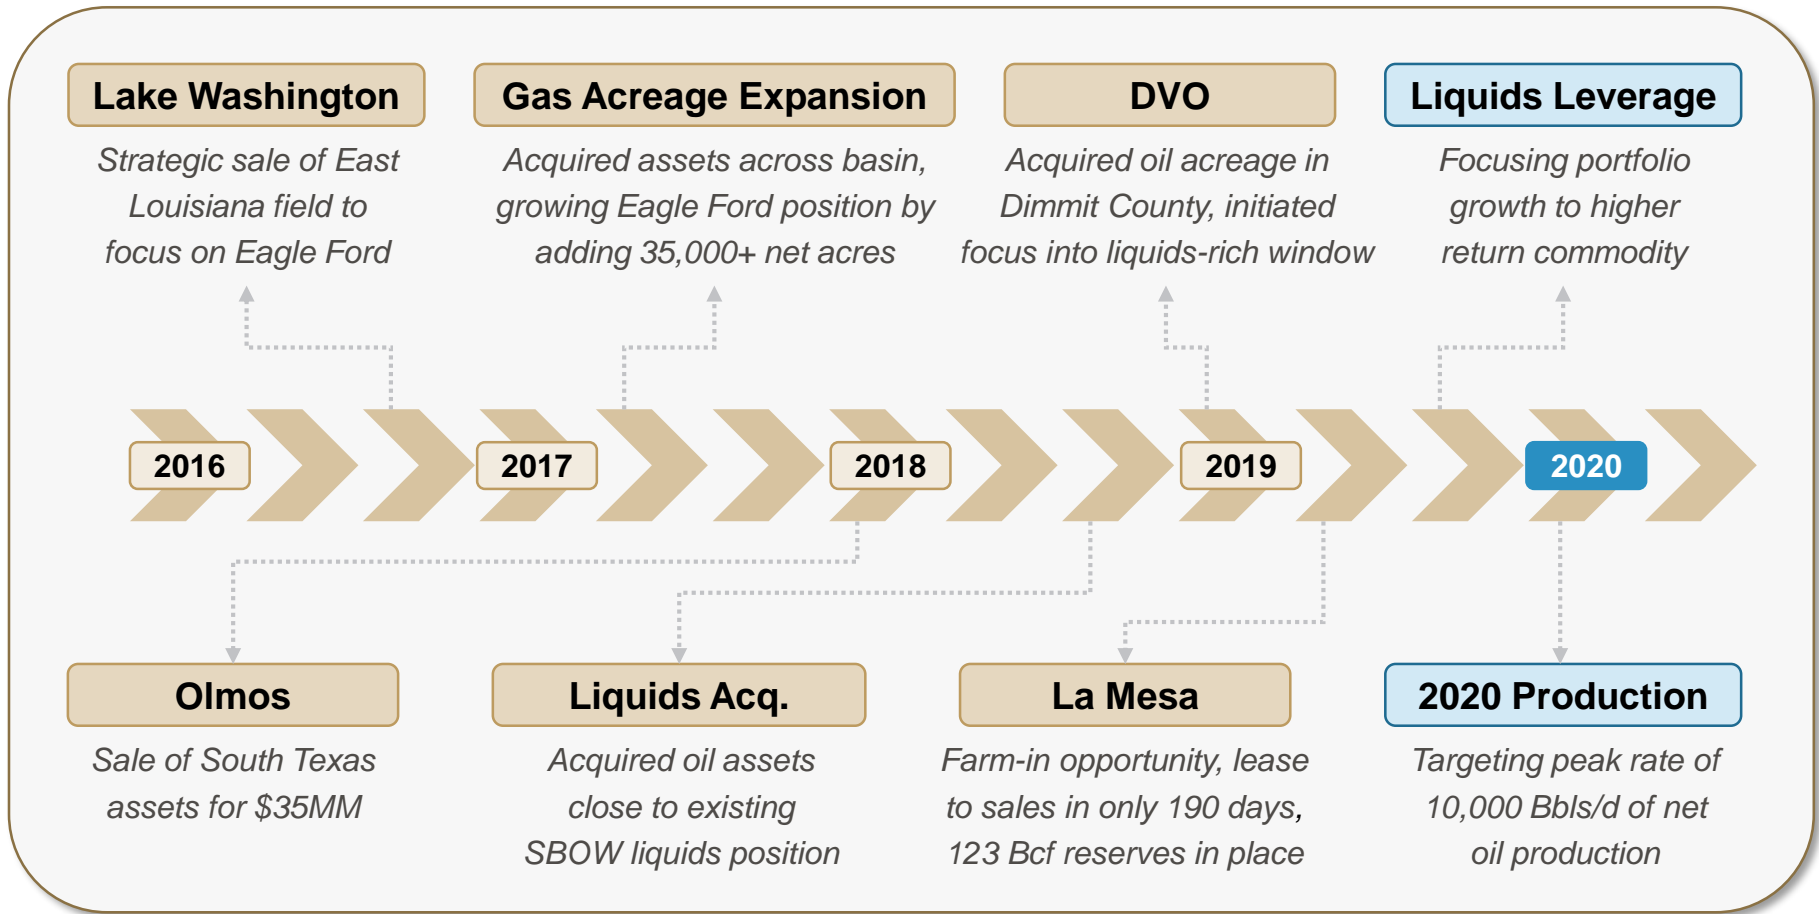 Lake Washington
Strategic sale of East
Louisiana field to
focus on Eagle Ford
Gas Acreage Expansion
Acquired assets across basin,
growing Eagle Ford position by
adding 35,000+ net acres
DVO
Acquired oil acreage in
Dimmit County, initiated
focus into liquids-rich window
Liquids Leverage
Focusing portfolio
growth to higher
return commodity
2016
2017
2018
2019
2020
Olmos
Sale of South Texas
assets for $35MM
Liquids Acq.
Acquired oil assets
close to existing
SBOW liquids position
La Mesa
Farm-in opportunity, lease
to sales in only 190 days,
123 Bcf reserves in place
2020 Production
Targeting peak rate of
10,000 Bbls/d of net
oil production